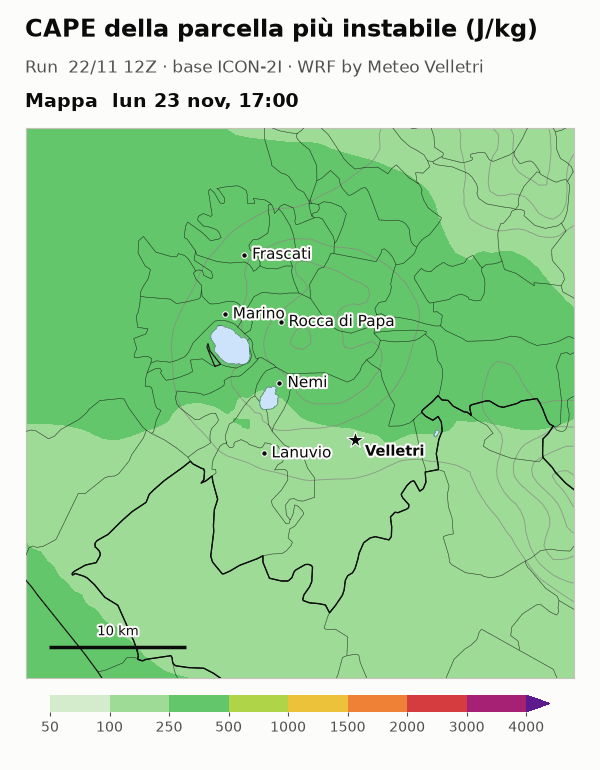 CAPE della parcella più instabile (J/kg)
Run  22/11 12Z · base ICON-2I · WRF by Meteo Velletri
Mappa  lun 23 nov, 17:00
Frascati
Marino
Rocca di Papa
Nemi
Lanuvio
Velletri
10 km
50 100 250 500 1000 1500 2000 3000 4000